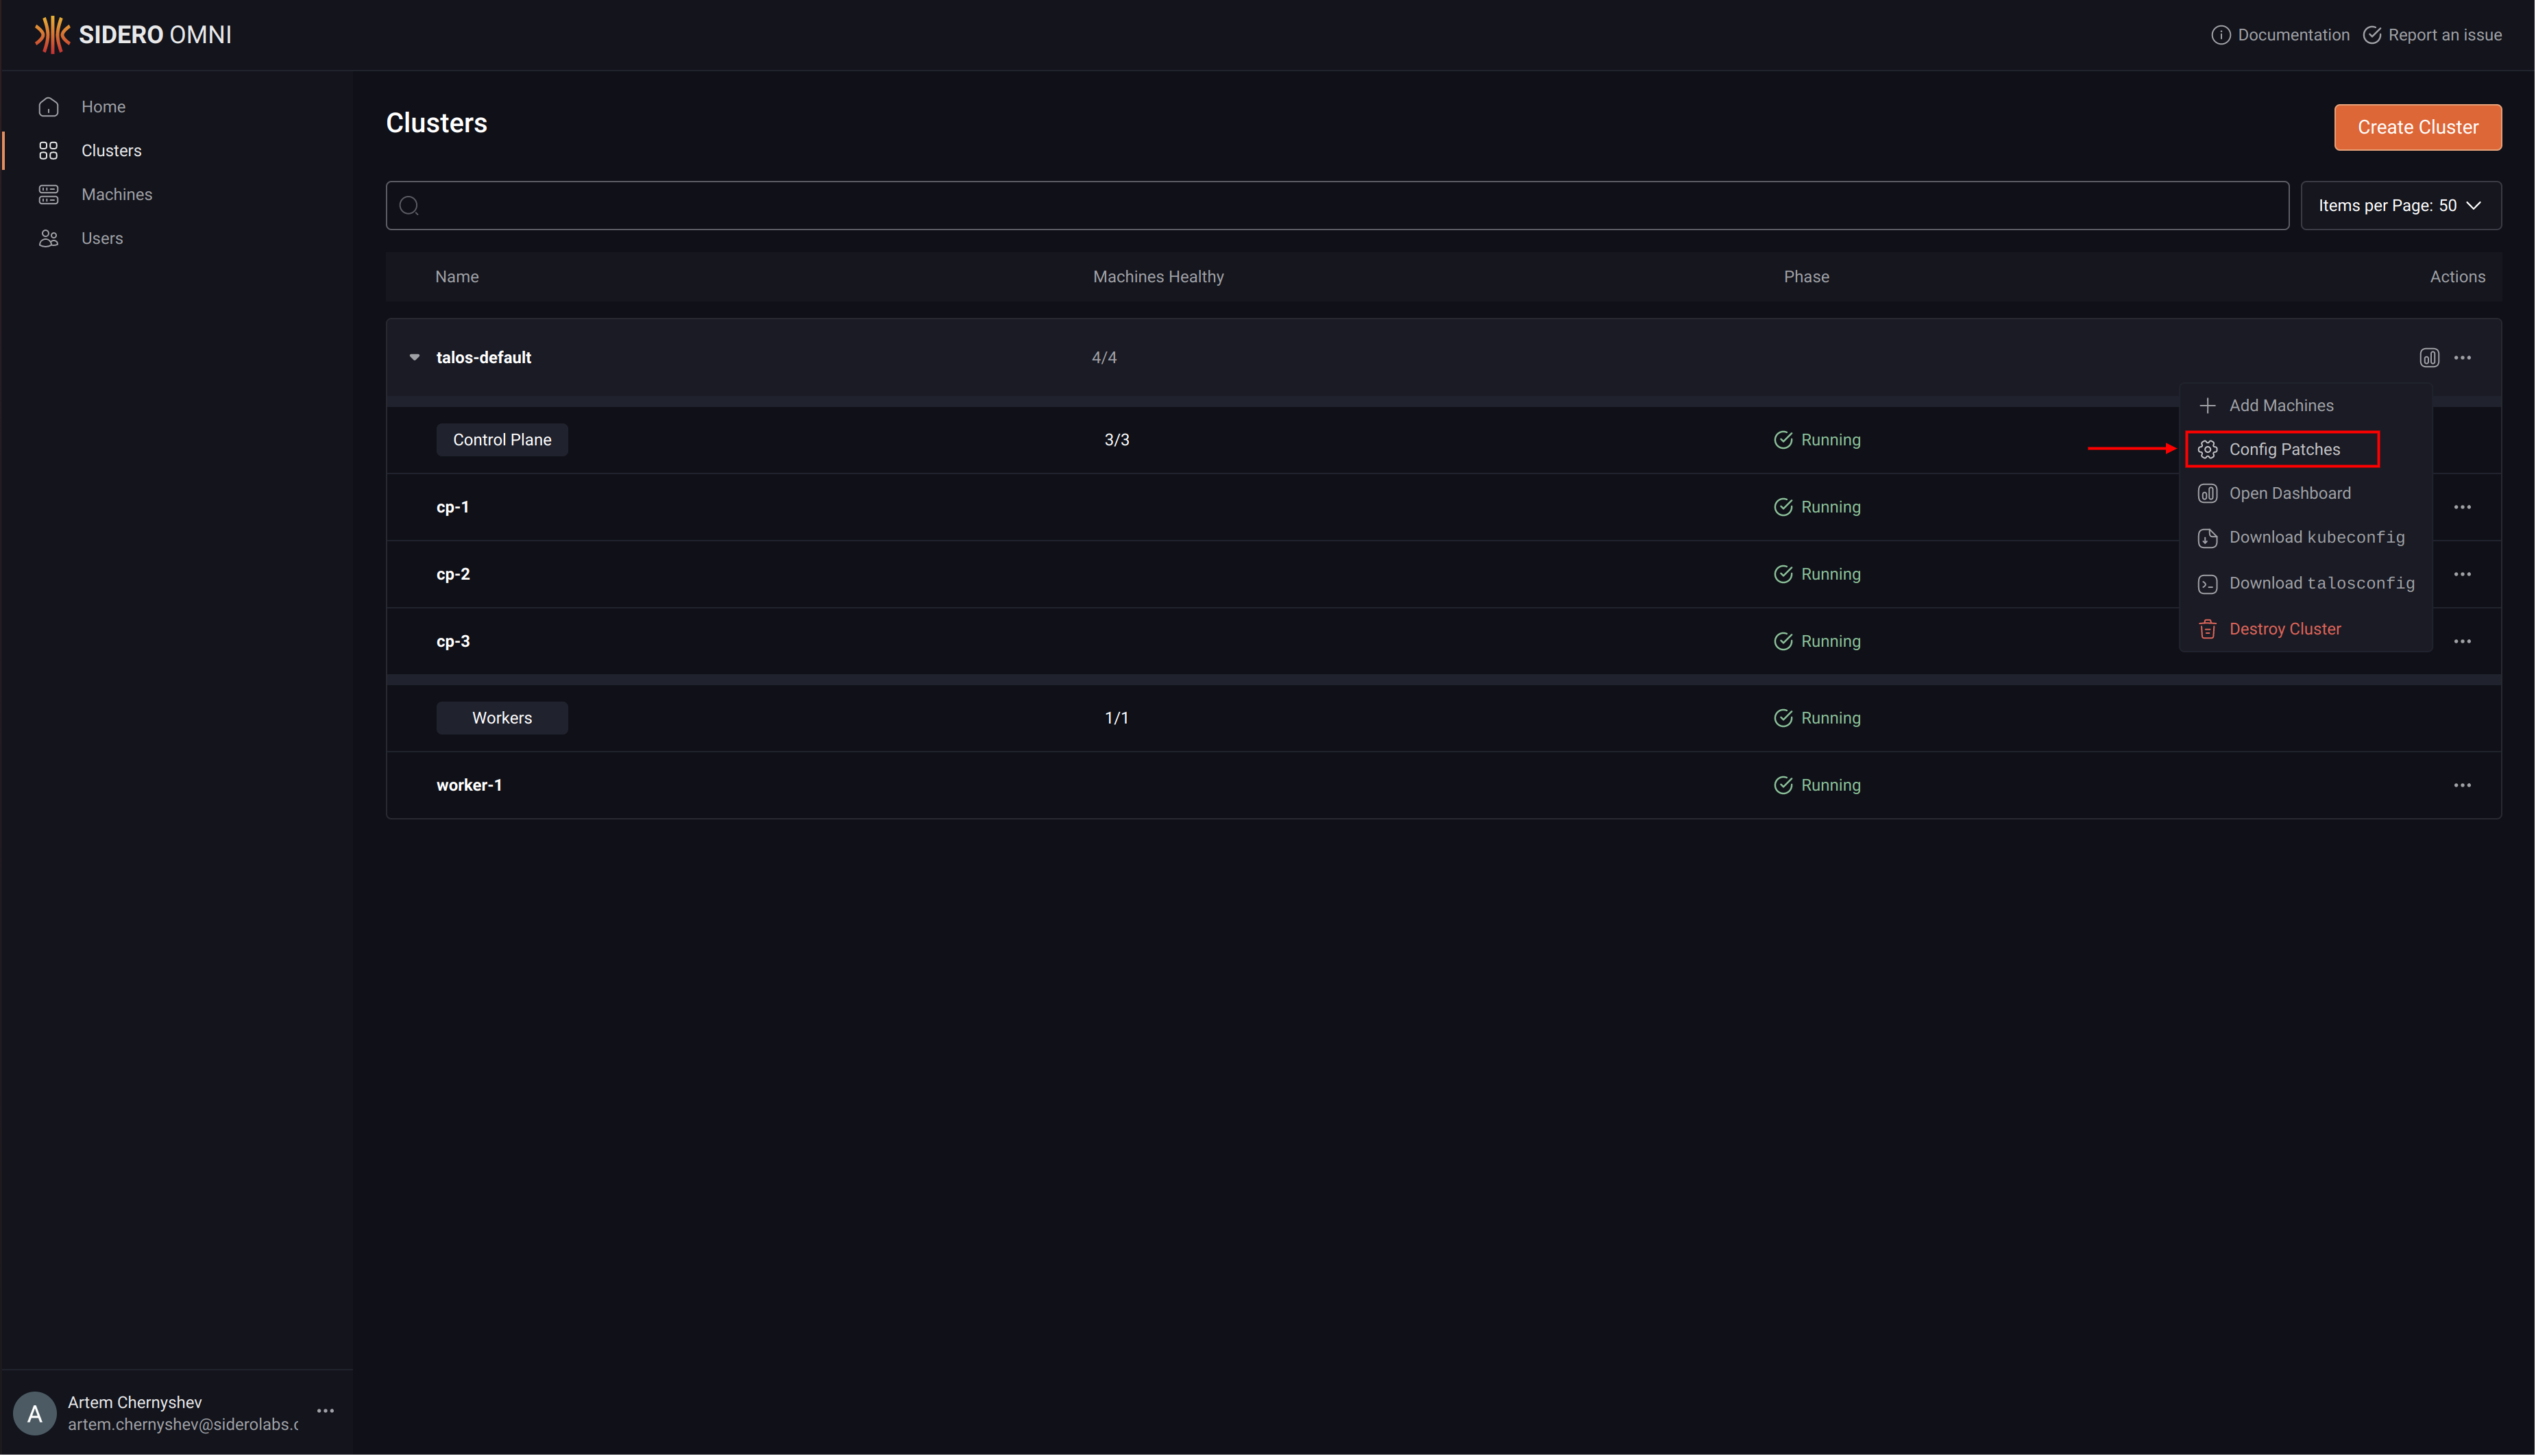 SIDERO OMNI
Documentation
Report an issue
Home
Clusters
Machines
Users
Clusters
Create Cluster
Items per Page: 50
Name Machines Healthy Phase Actions
talos-default 4/4
Add Machines
Config Patches
Open Dashboard
Download kubeconfig
Download talosconfig
Destroy Cluster
Control Plane 3/3 Running
cp-1 Running
cp-2 Running
cp-3 Running
Workers 1/1 Running
worker-1 Running
A
Artem Chernyshev
artem.chernyshev@siderolabs.c